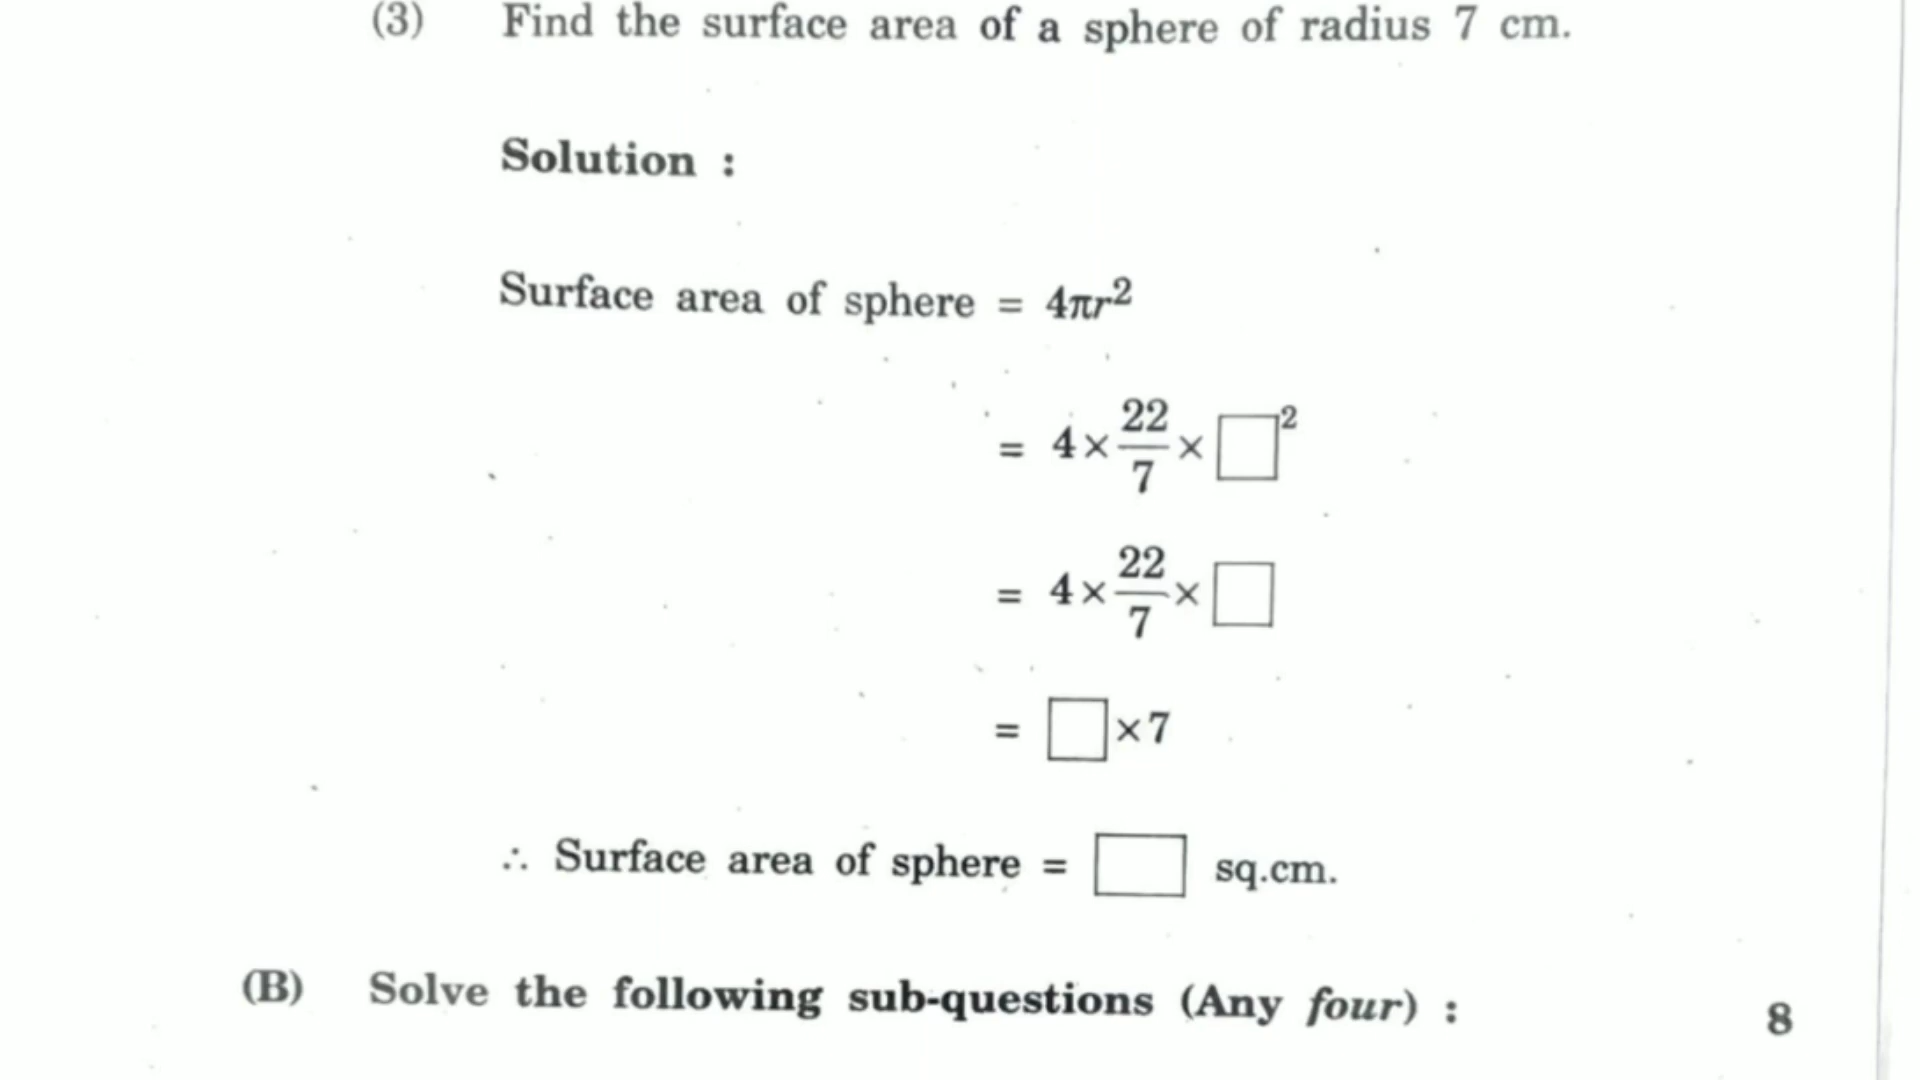 (3) Find the surface area of a sphere of radius 7 cm.
Solution :
Surface area of sphere = 4πr²
= 4 × 22/7 × □²
= 4 × 22/7 × □
= □ × 7
∴ Surface area of sphere = □ sq.cm.
(B) Solve the following sub-questions (Any four) : 8